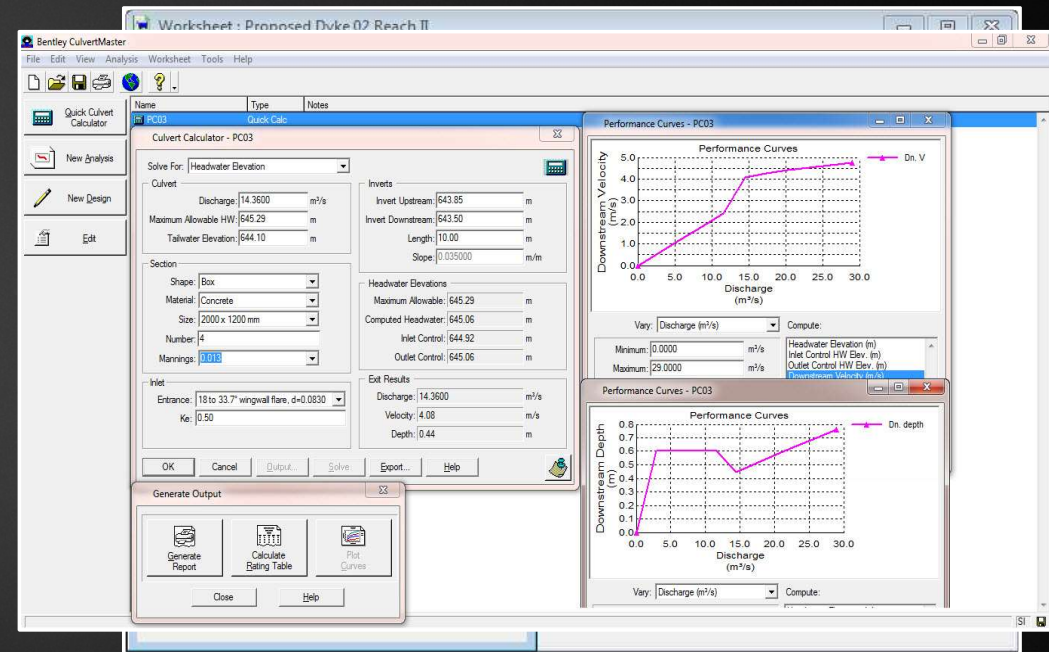 Worksheet : Proposed Dyke 02 Reach II
Bentley CulvertMaster
File Edit View Analysis Worksheet Tools Help
Quick Culvert
Calculator
New Analysis
New Design
Edit
Name Type Notes
PC03 Quick Calc
Culvert Calculator - PC03
Solve For: Headwater Elevation
Culvert
Discharge: 14.3600 m³/s
Maximum Allowable HW: 645.29 m
Tailwater Elevation: 644.10 m
Section
Shape: Box
Material: Concrete
Size: 2000 x 1200 mm
Number: 4
Mannings: 0.013
Inlet
Entrance: 18 to 33.7° wingwall flare, d=0.0830
Ke: 0.50
Inverts
Invert Upstream: 643.85 m
Invert Downstream: 643.50 m
Length: 10.00 m
Slope: 0.035000 m/m
Headwater Elevations
Maximum Allowable: 645.29 m
Computed Headwater: 645.06 m
Inlet Control: 644.92 m
Outlet Control: 645.06 m
Exit Results
Discharge: 14.3600 m³/s
Velocity: 4.08 m/s
Depth: 0.44 m
OK Cancel Output... Solve Export... Help
Generate Output
Generate
Report
Calculate
Rating Table
Plot
Curves
Close Help
Performance Curves - PC03
Performance Curves
Dn. V
Downstream Velocity
(m/s)
5.0
4.0
3.0
2.0
1.0
0.0
0.0 5.0 10.0 15.0 20.0 25.0 30.0
Discharge
(m³/s)
Vary: Discharge (m³/s) Compute:
Minimum: 0.0000 m³/s
Maximum: 29.0000 m³/s
Headwater Elevation (m)
Inlet Control HW Elev. (m)
Outlet Control HW Elev. (m)
Downstream Velocity (m/s)
Performance Curves - PC03
Performance Curves
Dn. depth
Downstream Depth
(m)
0.8
0.7
0.6
0.5
0.4
0.3
0.2
0.1
0.0
0.0 5.0 10.0 15.0 20.0 25.0 30.0
Discharge
(m³/s)
Vary: Discharge (m³/s) Compute:
SI